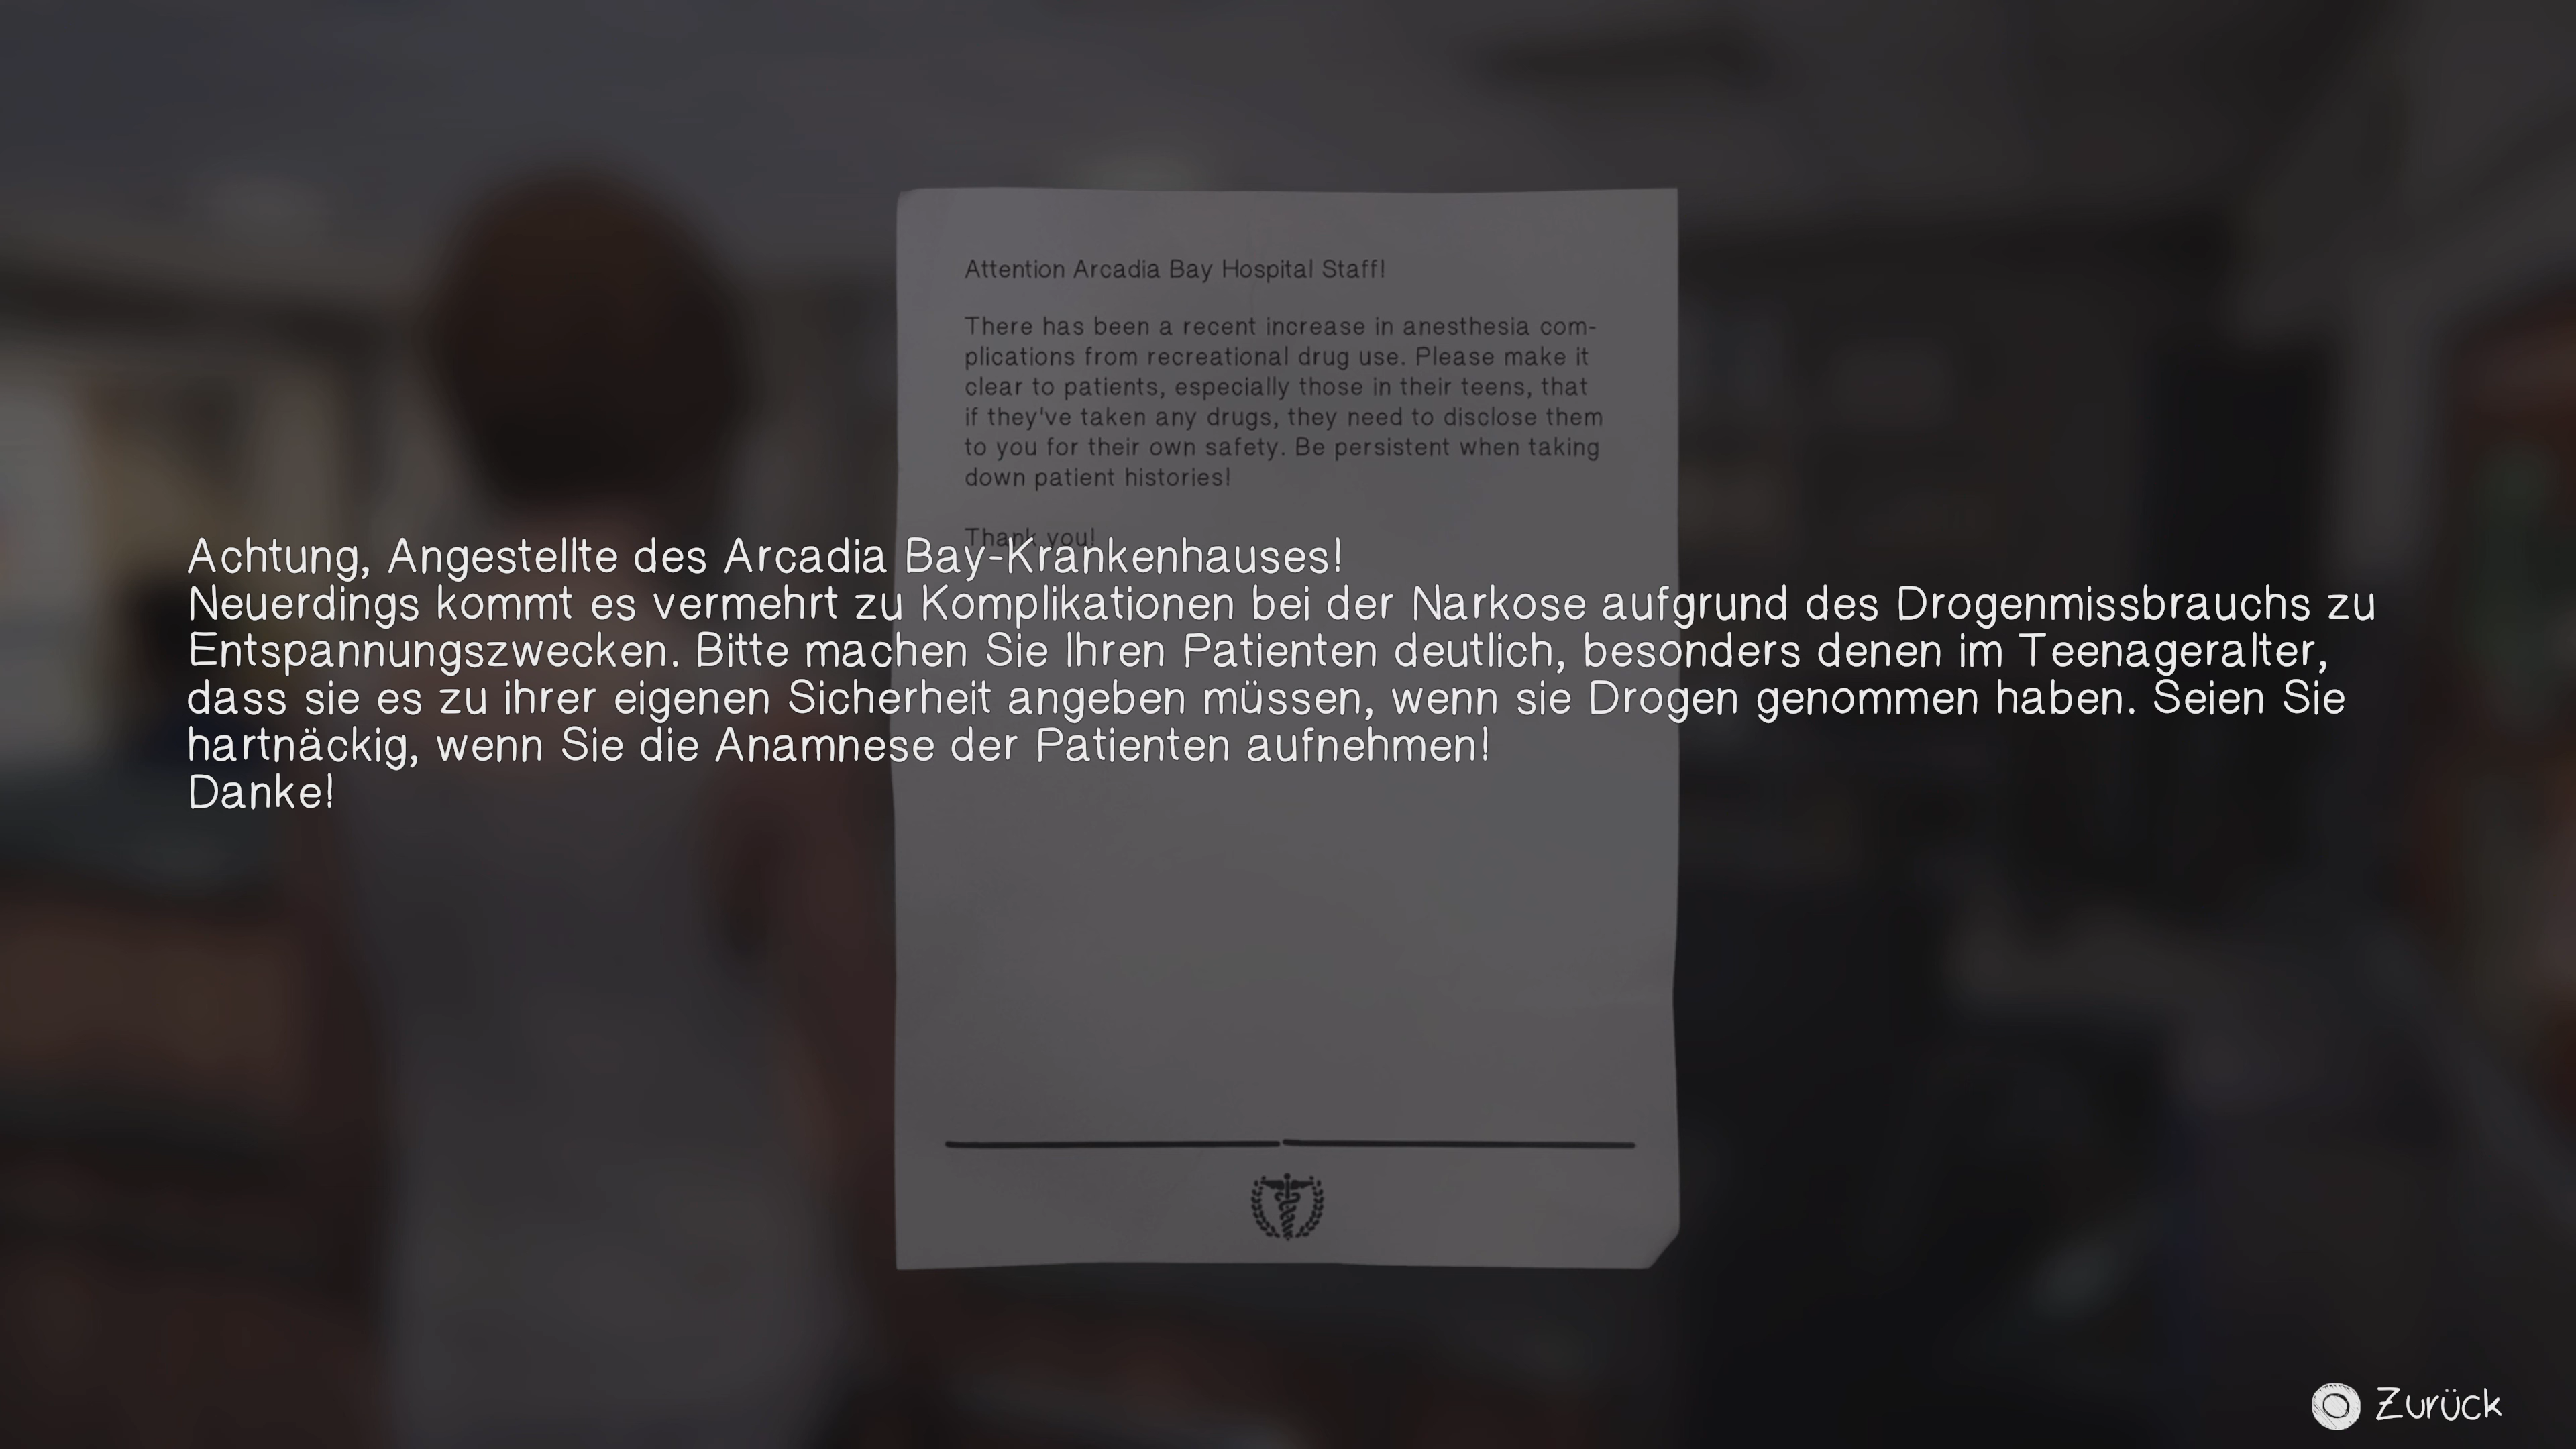 Attention Arcadia Bay Hospital Staff!
There has been a recent increase in anesthesia com-
plications from recreational drug use. Please make it
clear to patients, especially those in their teens, that
if they've taken any drugs, they need to disclose them
to you for their own safety. Be persistent when taking
down patient histories!
Thank you!
Achtung, Angestellte des Arcadia Bay-Krankenhauses!
Neuerdings kommt es vermehrt zu Komplikationen bei der Narkose aufgrund des Drogenmissbrauchs zu
Entspannungszwecken. Bitte machen Sie Ihren Patienten deutlich, besonders denen im Teenageralter,
dass sie es zu ihrer eigenen Sicherheit angeben müssen, wenn sie Drogen genommen haben. Seien Sie
hartnäckig, wenn Sie die Anamnese der Patienten aufnehmen!
Danke!
Zurück